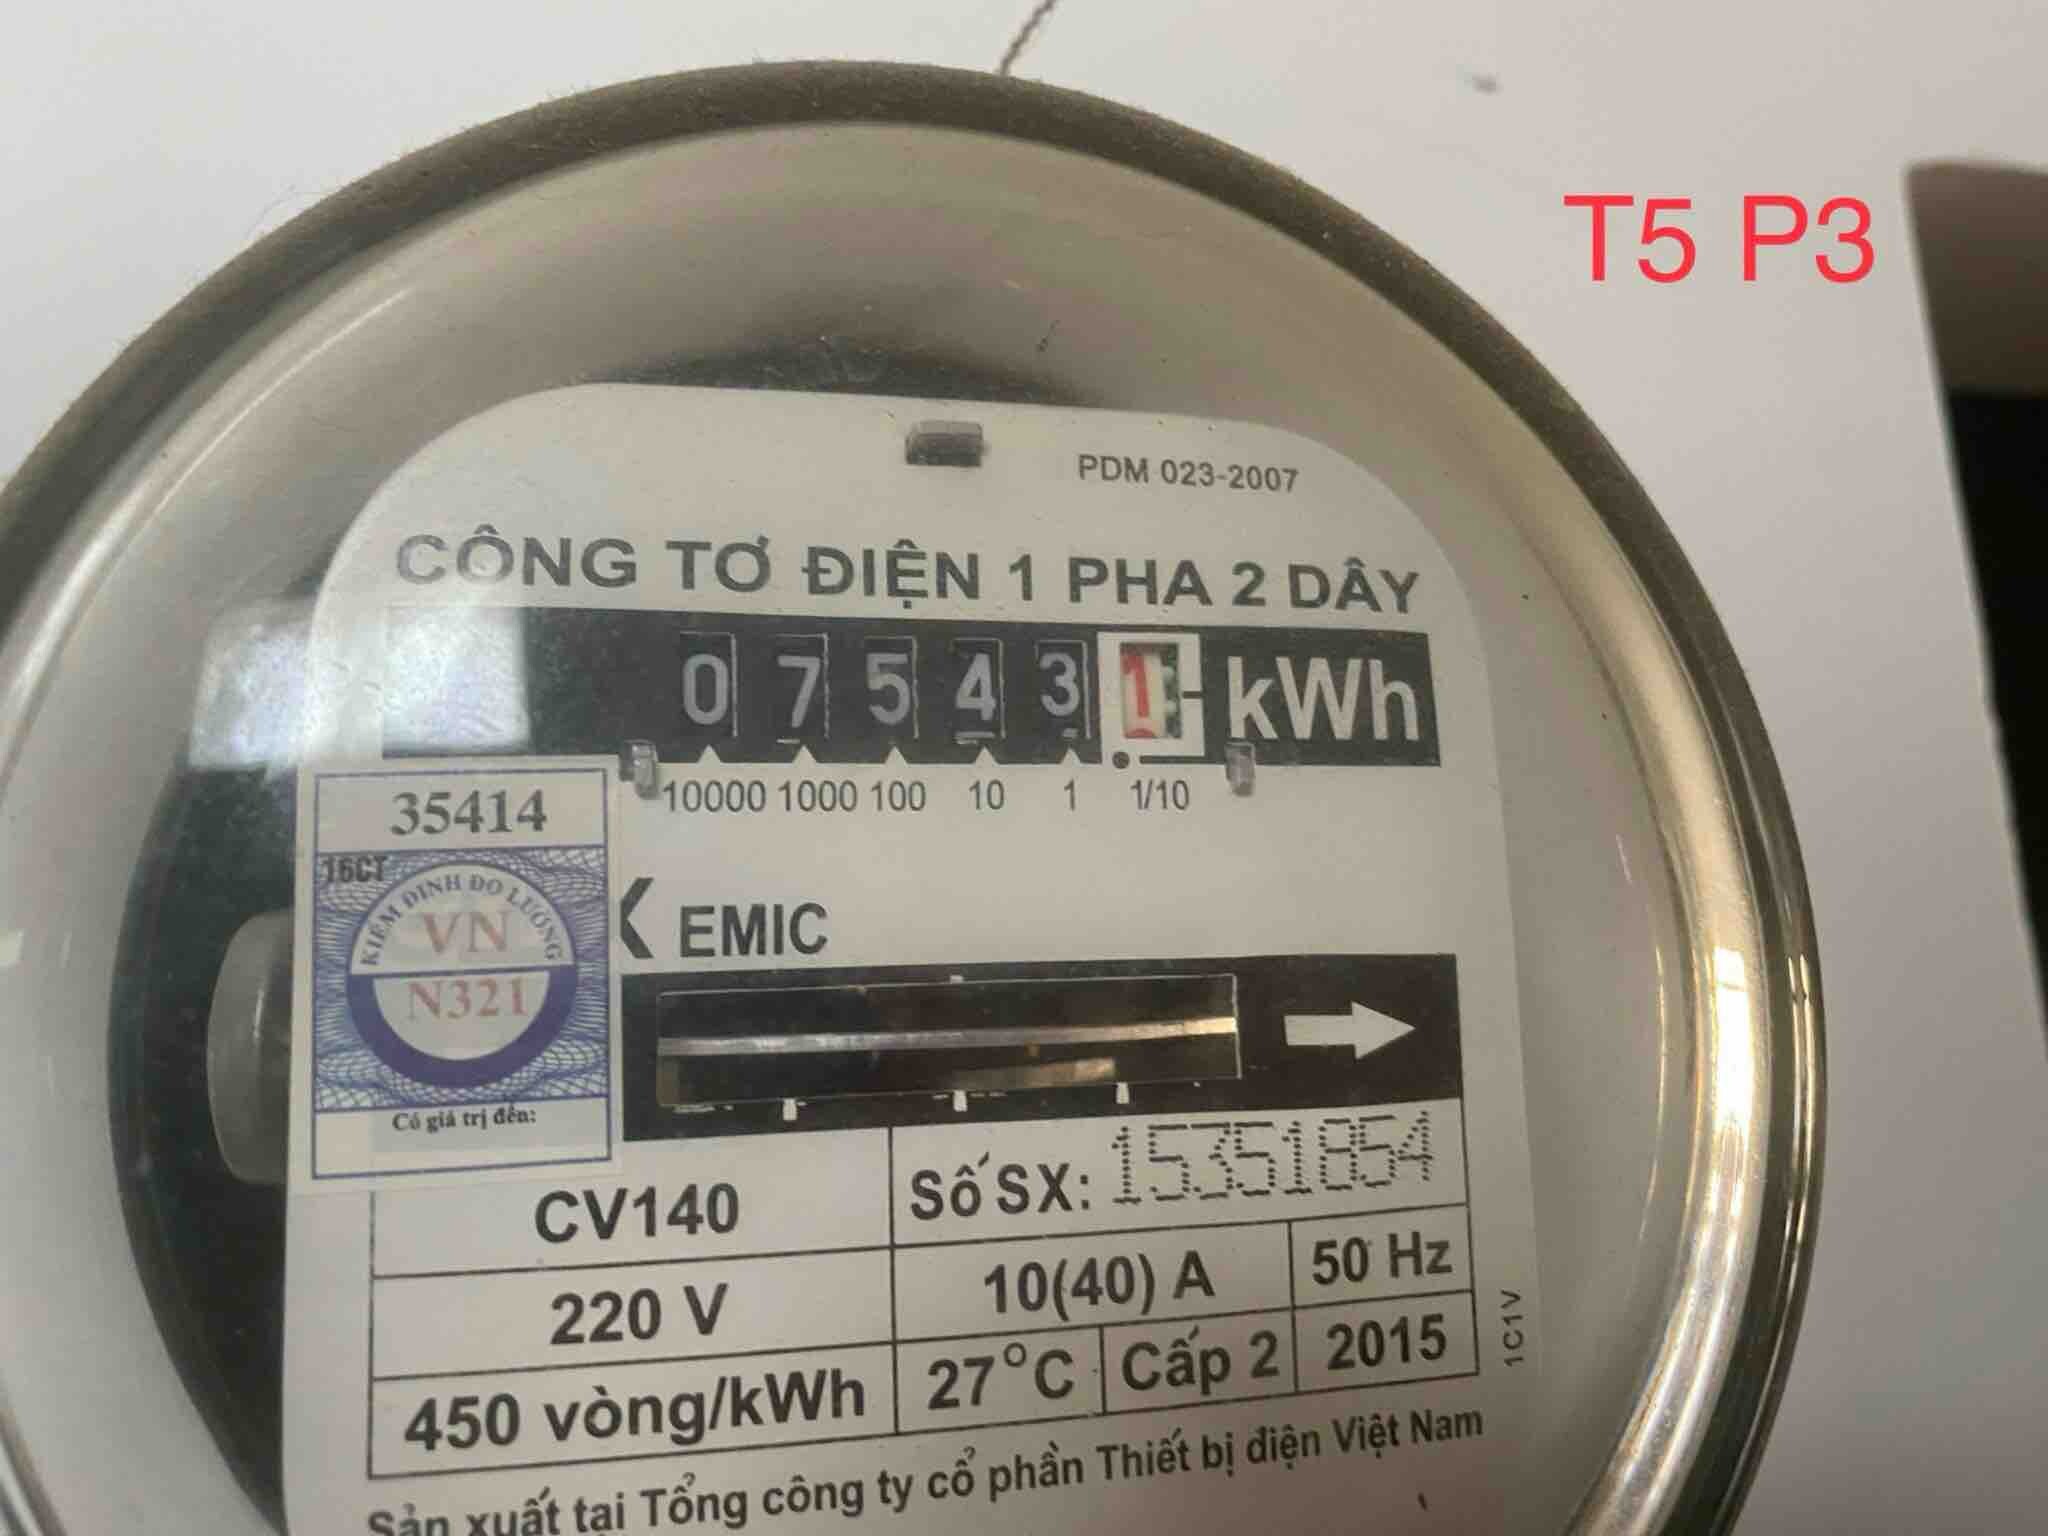 T5 P3
PDM 023-2007
CÔNG TƠ ĐIỆN 1 PHA 2 DÂY
0 7 5 4 3 1 kWh
10000 1000 100 10 1 1/10
35414
16CT
KIỂM ĐỊNH ĐO LƯỜNG
VN
N321
Có giá trị đến:
EMIC
CV140
Số SX: 15351854
220 V
10(40) A
50 Hz
450 vòng/kWh
27°C
Cấp 2
2015
1C1V
Sản xuất tại Tổng công ty cổ phần Thiết bị điện Việt Nam